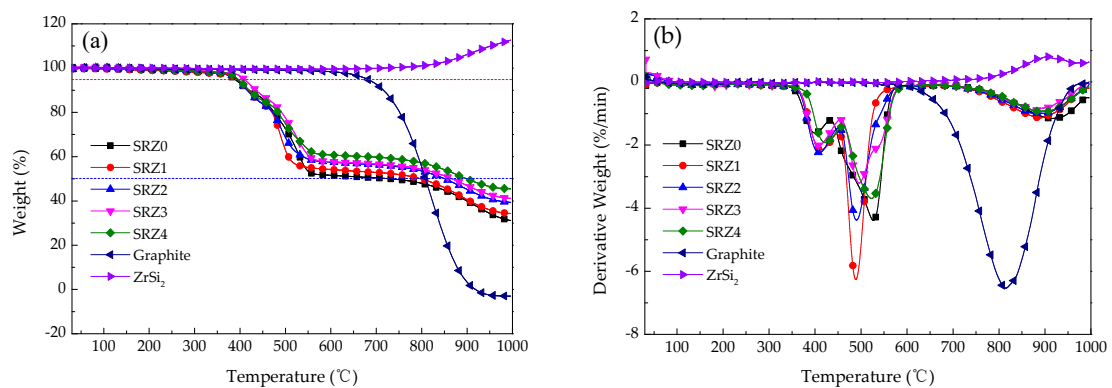 (a)
120
100
80
60
40
20
0
-20
Weight (%)
SRZ0
SRZ1
SRZ2
SRZ3
SRZ4
Graphite
ZrSi2
100 200 300 400 500 600 700 800 900 1000
Temperature (℃)
(b)
2
0
-2
-4
-6
-8
Derivative Weight (%/min)
SRZ0
SRZ1
SRZ2
SRZ3
SRZ4
Graphite
ZrSi2
100 200 300 400 500 600 700 800 900 1000
Temperature (℃)